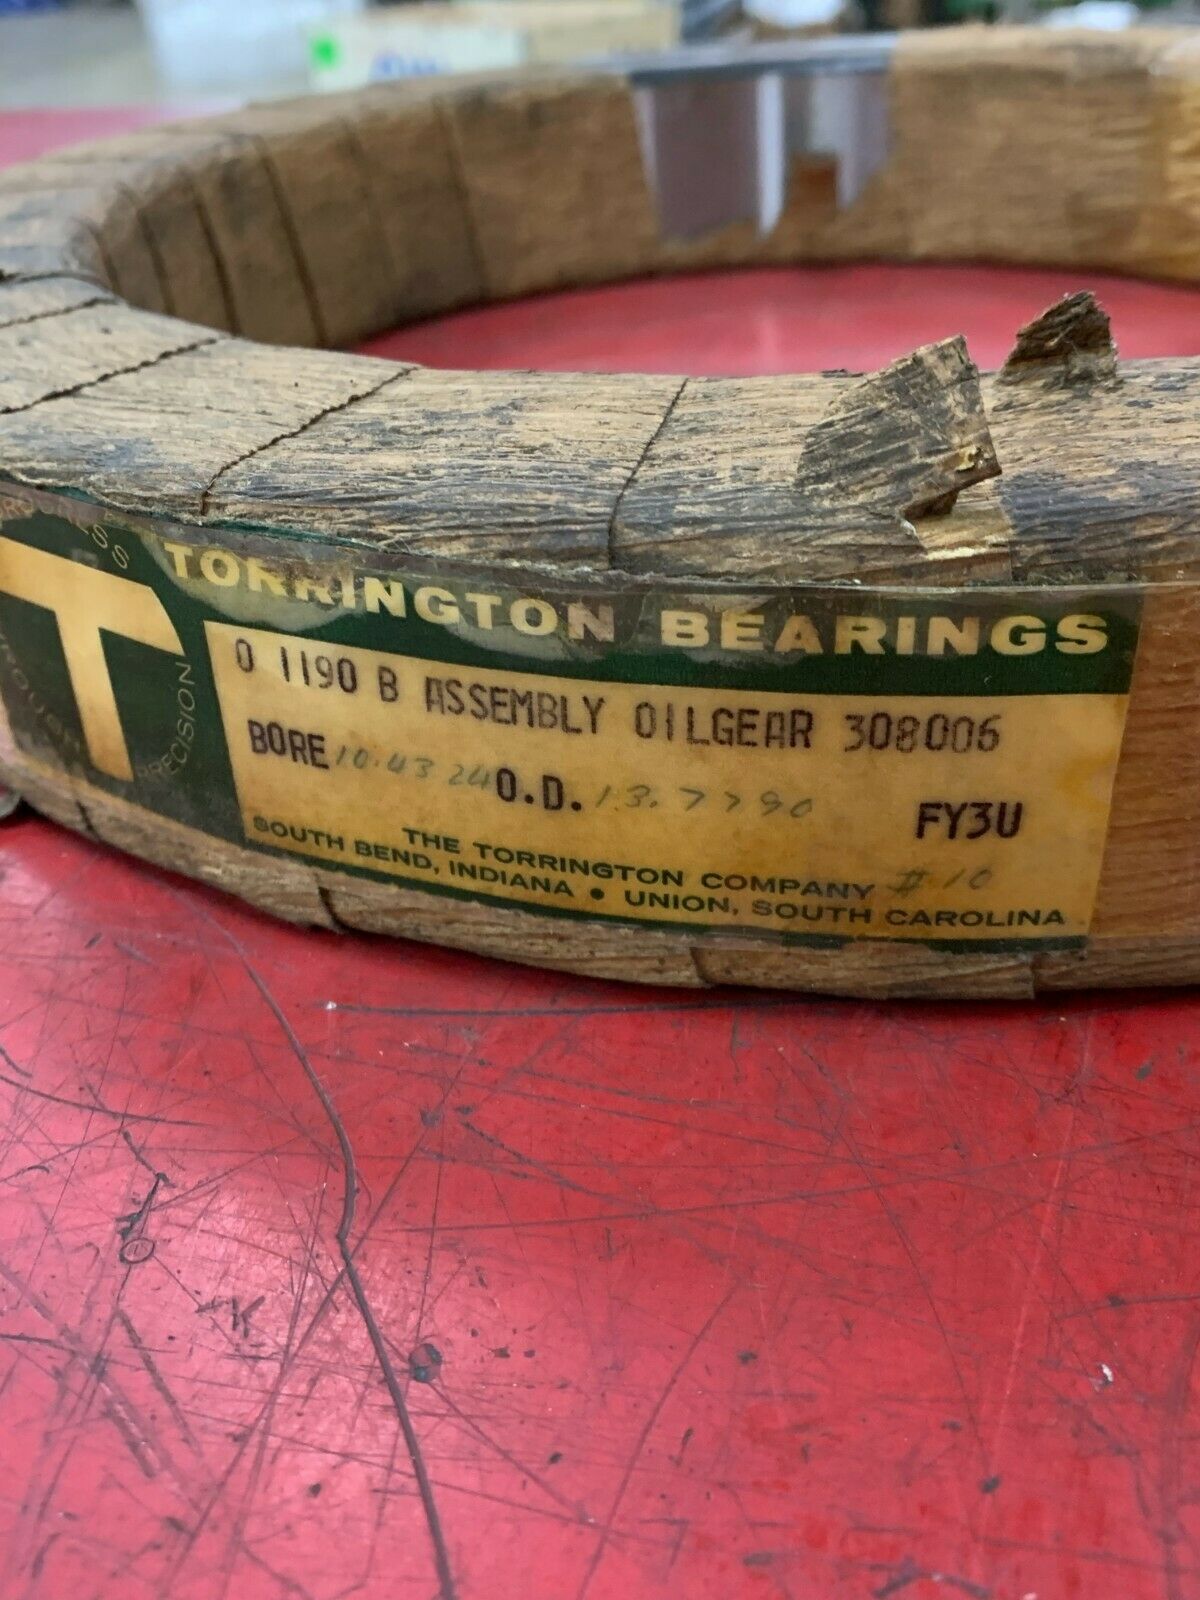 T
PRECISION
TORRINGTON BEARINGS
O 1190 B ASSEMBLY OILGEAR 308006
BORE 10.4324 O.D. 13.7790
FY3U
THE TORRINGTON COMPANY #10
SOUTH BEND, INDIANA • UNION, SOUTH CAROLINA